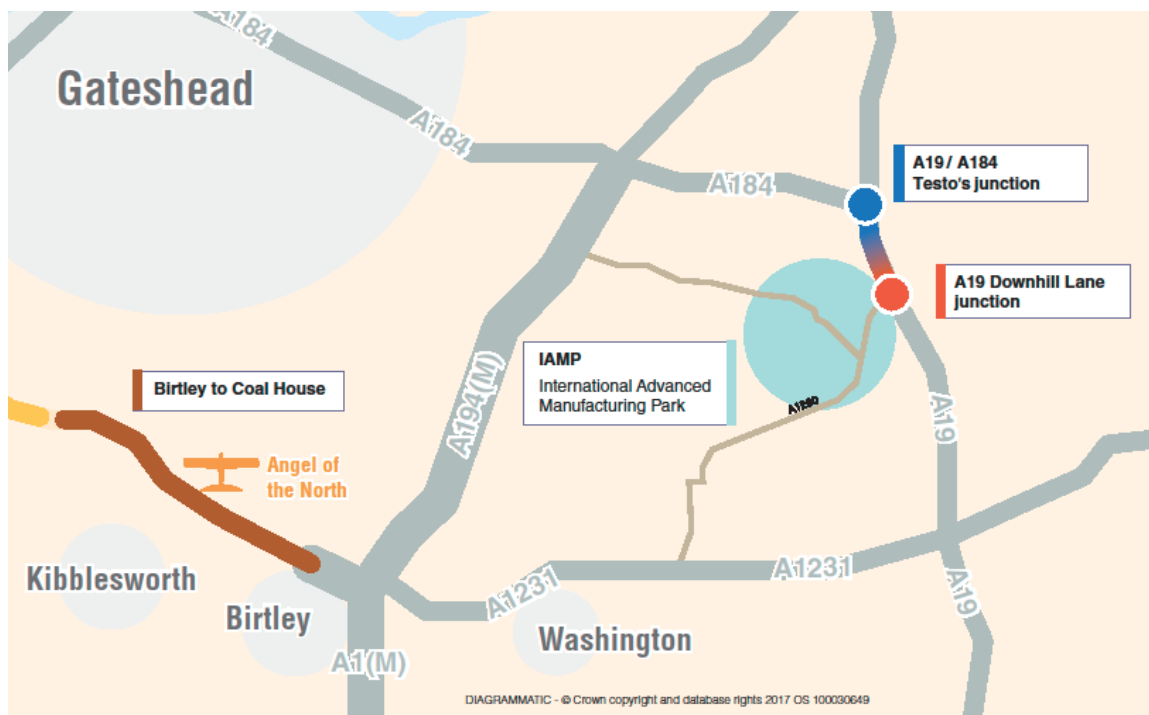 A184
Gateshead
A184
A19 / A184
Testo's junction
A184
A19 Downhill Lane
junction
IAMP
International Advanced
Manufacturing Park
Birtley to Coal House
A194(M)
A19
Angel of
the North
A1231
Kibblesworth
A1231
A19
Birtley
Washington
A1(M)
DIAGRAMMATIC - © Crown copyright and database rights 2017 OS 100030649